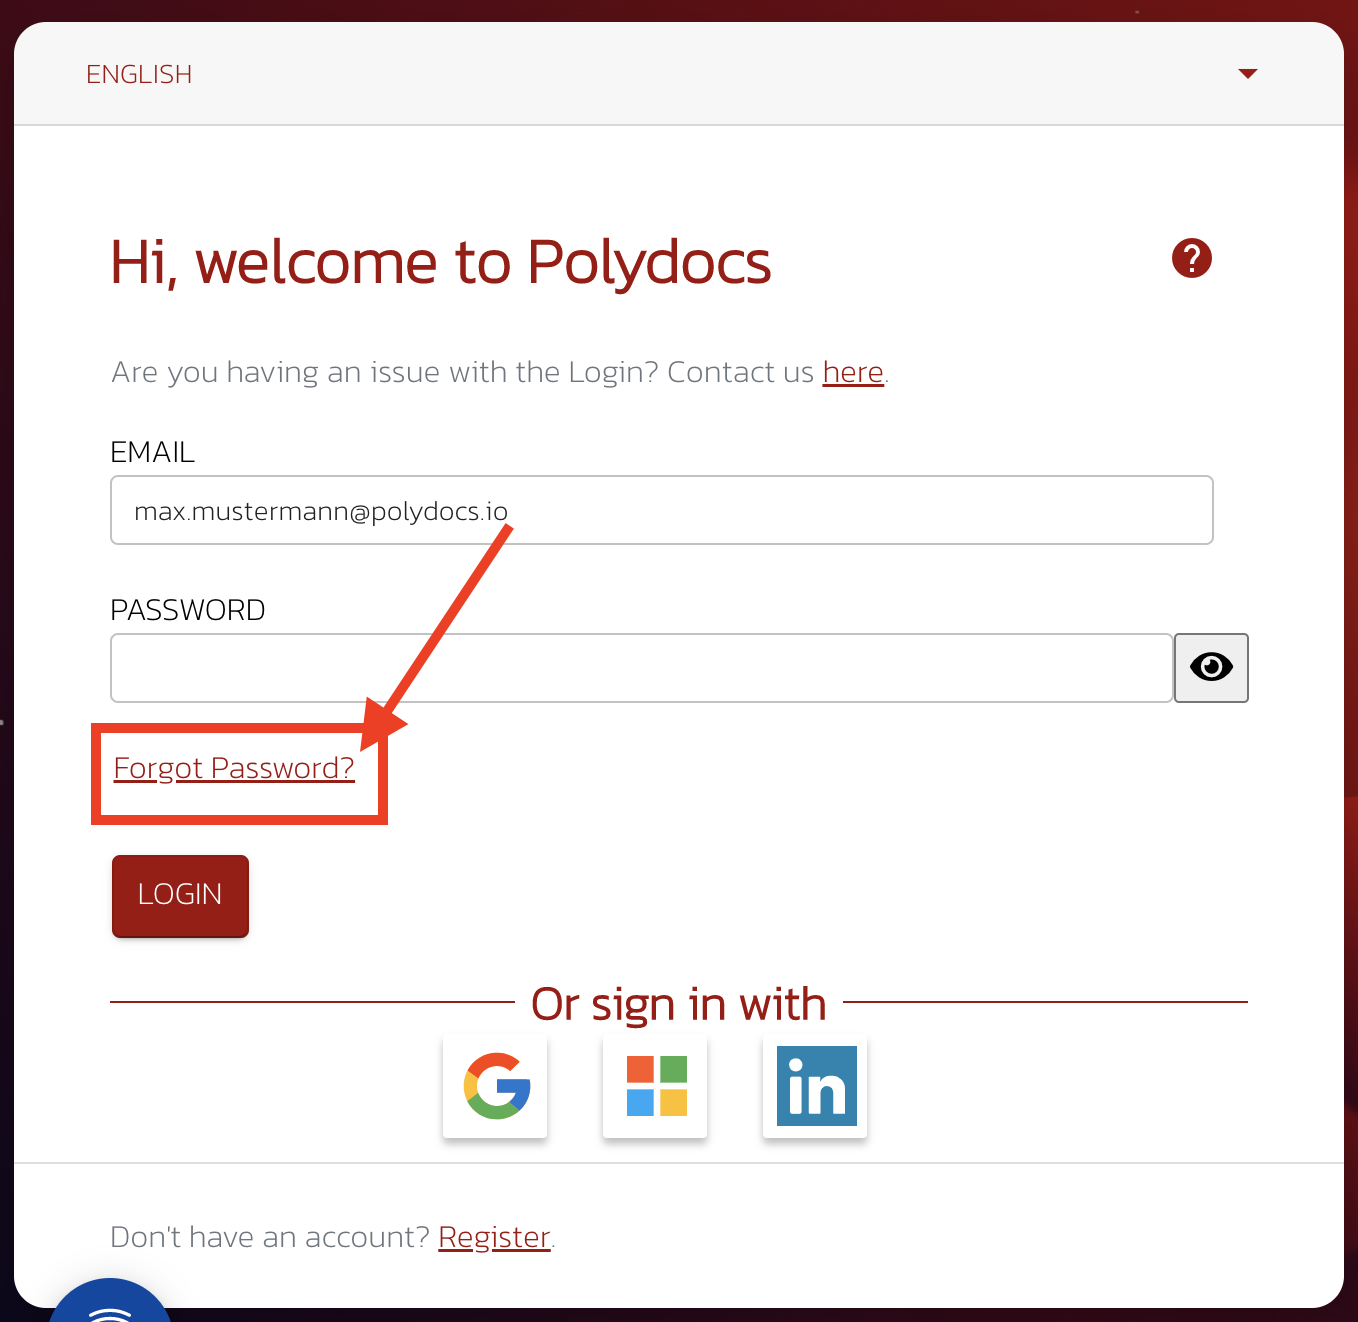 ENGLISH
Hi, welcome to Polydocs
?
Are you having an issue with the Login? Contact us here.
EMAIL
max.mustermann@polydocs.io
PASSWORD
Forgot Password?
LOGIN
Or sign in with
G
in
Don't have an account? Register.